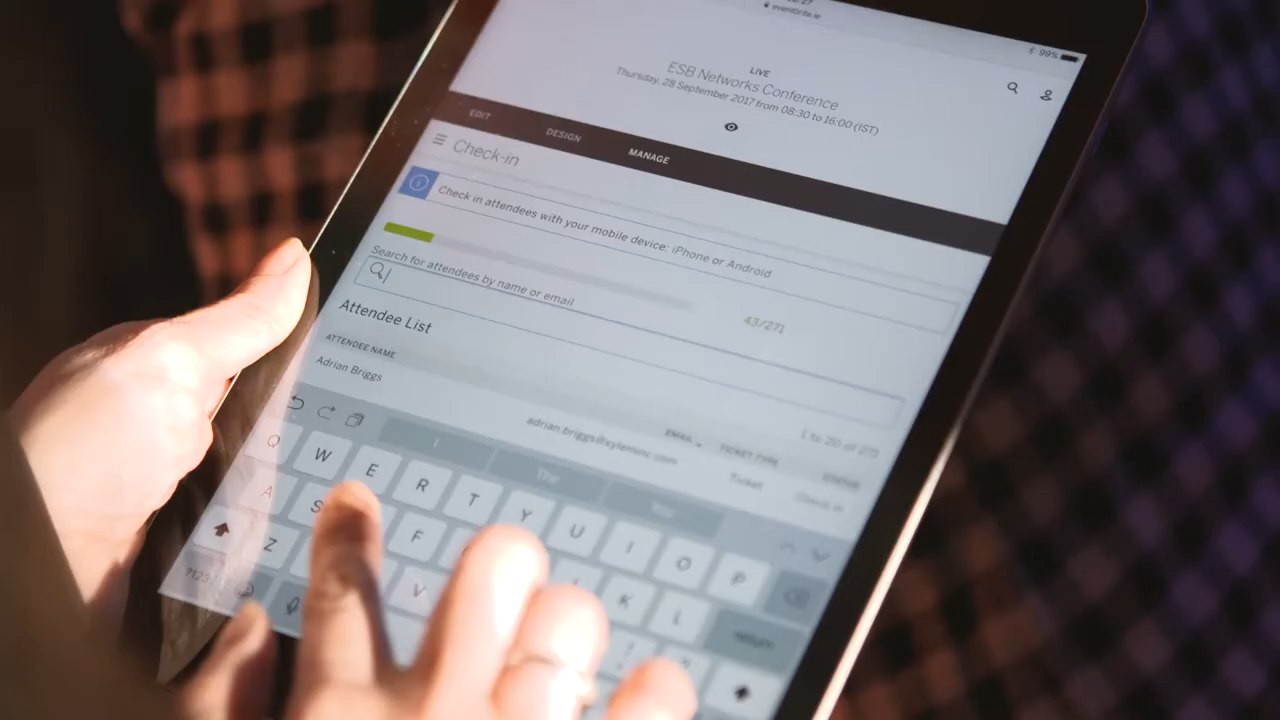 eventbrite.ie
99%
LIVE
ESB Networks Conference
Thursday, 28 September 2017 from 08:30 to 16:00 (IST)
EDIT DESIGN MANAGE
Check-in
Check in attendees with your mobile device: iPhone or Android
43/271
Search for attendees by name or email
Attendee List
1 to 20 of 271
ATTENDEE NAME EMAIL TICKET TYPE STATUS
Adrian Briggs adrian.briggs@xyleminc.com Ticket Check in
I The
Q W E R T Y U I O P
A S F K L return
Z V
?123